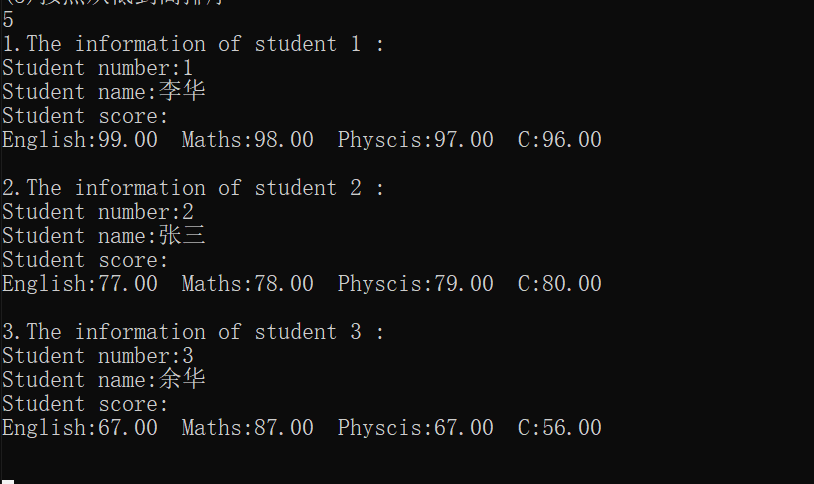 5
1.The information of student 1 :
Student number:1
Student name:李华
Student score:
English:99.00  Maths:98.00  Physcis:97.00  C:96.00
2.The information of student 2 :
Student number:2
Student name:张三
Student score:
English:77.00  Maths:78.00  Physcis:79.00  C:80.00
3.The information of student 3 :
Student number:3
Student name:余华
Student score:
English:67.00  Maths:87.00  Physcis:67.00  C:56.00